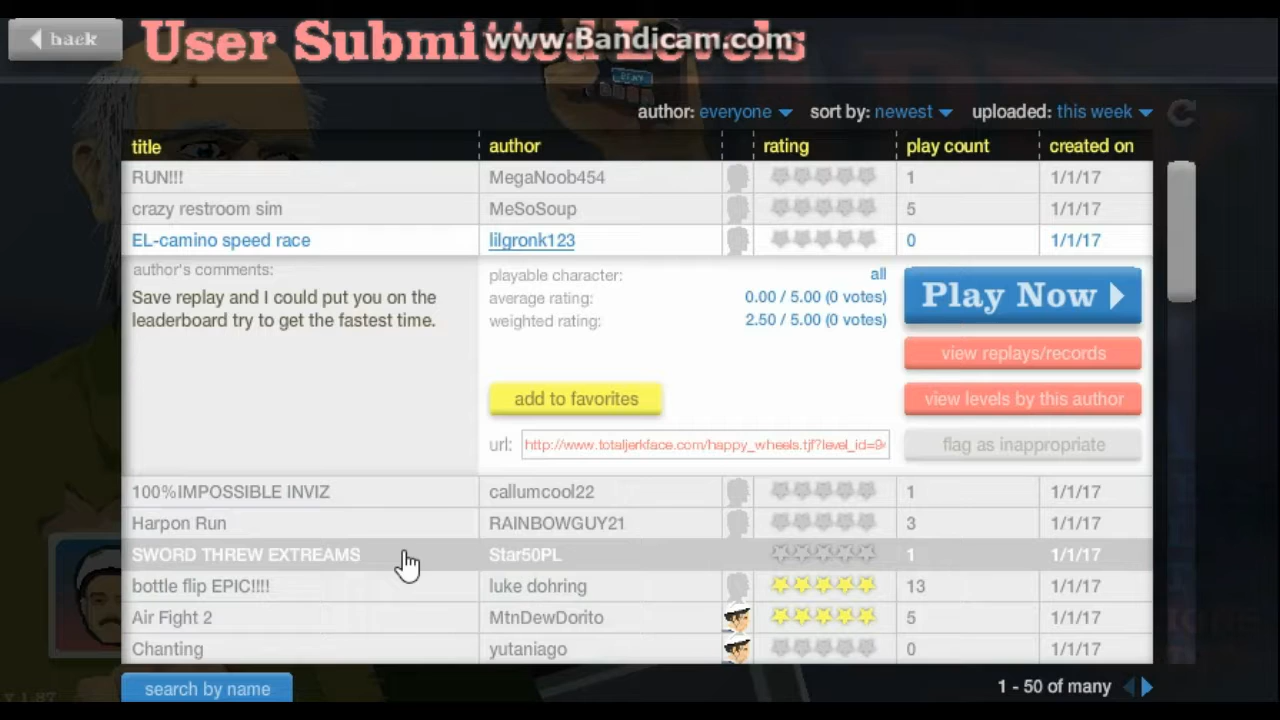 back
User Submitted Levels
www.Bandicam.com
author: everyone sort by: newest uploaded: this week
title author rating play count created on
RUN!!! MegaNoob454 1 1/1/17
crazy restroom sim MeSoSoup 5 1/1/17
EL-camino speed race lilgronk123 0 1/1/17
author's comments:
Save replay and I could put you on the
leaderboard try to get the fastest time.
playable character: all
average rating: 0.00 / 5.00 (0 votes)
weighted rating: 2.50 / 5.00 (0 votes)
add to favorites
url: http://www.totaljerkface.com/happy_wheels.tjf?level_id=9
Play Now
view replays/records
view levels by this author
flag as inappropriate
100%IMPOSSIBLE INVIZ callumcool22 1 1/1/17
Harpon Run RAINBOWGUY21 3 1/1/17
SWORD THREW EXTREAMS Star50PL 1 1/1/17
bottle flip EPIC!!!! luke dohring 13 1/1/17
Air Fight 2 MtnDewDorito 5 1/1/17
Chanting yutaniago 0 1/1/17
search by name
1 - 50 of many
v 1.87